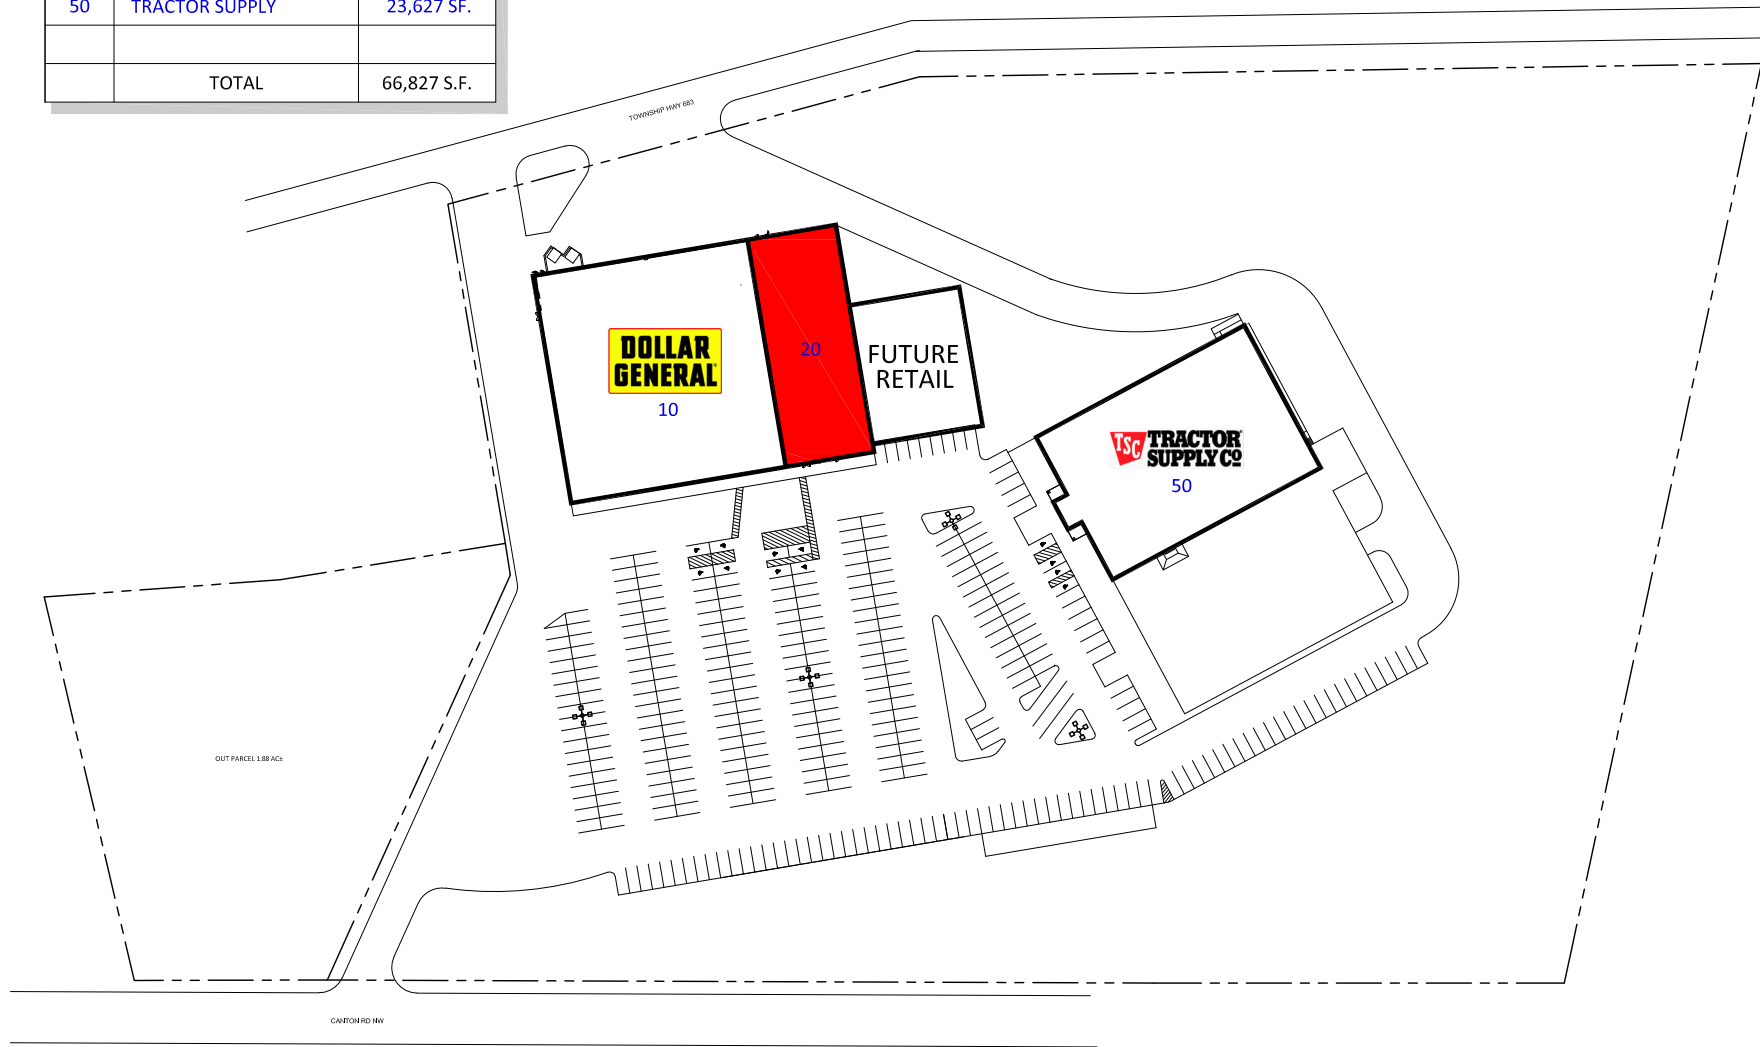 50 TRACTOR SUPPLY 23,627 SF.
TOTAL 66,827 S.F.
TOWNSHIP HWY 683
20
FUTURE
RETAIL
DOLLAR
GENERAL
10
TSC TRACTOR
SUPPLY CO
50
OUT PARCEL 1.88 AC±
CANTON RD NW